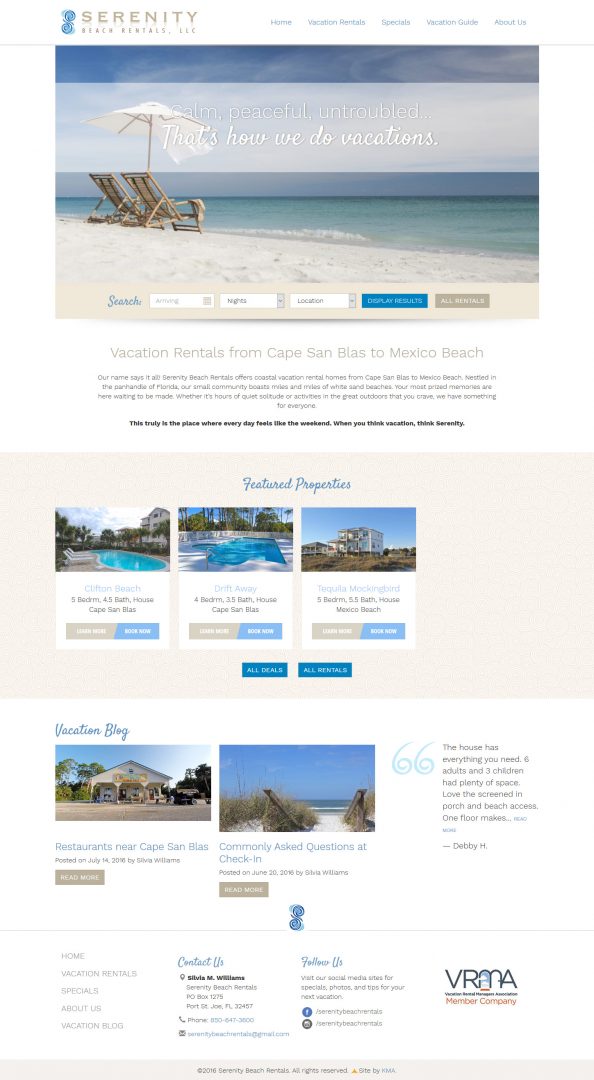 SERENITY
BEACH RENTALS, LLC
Home Vacation Rentals Specials Vacation Guide About Us
Calm, peaceful, untroubled...
That's how we do vacations.
Search: Arriving Nights Location DISPLAY RESULTS ALL RENTALS
Vacation Rentals from Cape San Blas to Mexico Beach
Our name says it all! Serenity Beach Rentals offers coastal vacation rental homes from Cape San Blas to Mexico Beach. Nestled in
the panhandle of Florida, our small community boasts miles and miles of white sand beaches. Your most prized memories are
here waiting to be made. Whether it's hours of quiet solitude or activities in the great outdoors that you crave, we have something
for everyone.
This truly is the place where every day feels like the weekend. When you think vacation, think Serenity.
Featured Properties
Clifton Beach
5 Bedrm, 4.5 Bath, House
Cape San Blas
LEARN MORE BOOK NOW
Drift Away
4 Bedrm, 3.5 Bath, House
Cape San Blas
LEARN MORE BOOK NOW
Tequila Mockingbird
5 Bedrm, 5.5 Bath, House
Mexico Beach
LEARN MORE BOOK NOW
ALL DEALS ALL RENTALS
Vacation Blog
Restaurants near Cape San Blas
Posted on July 14, 2016 by Silvia Williams
READ MORE
Commonly Asked Questions at
Check-In
Posted on June 20, 2016 by Silvia Williams
READ MORE
The house has
everything you need. 6
adults and 3 children
had plenty of space.
Love the screened in
porch and beach access.
One floor makes... READ
MORE
— Debby H.
HOME
VACATION RENTALS
SPECIALS
ABOUT US
VACATION BLOG
Contact Us
Silvia M. Williams
Serenity Beach Rentals
PO Box 1275
Port St. Joe, FL 32457
Phone: 850-647-3600
serenitybeachrentals@gmail.com
Follow Us
Visit our social media sites for
specials, photos, and tips for your
next vacation.
/serenitybeachrentals
/serenitybeachrentals
VRMA
Vacation Rental Managers Association
Member Company
©2016 Serenity Beach Rentals. All rights reserved. Site by KMA.